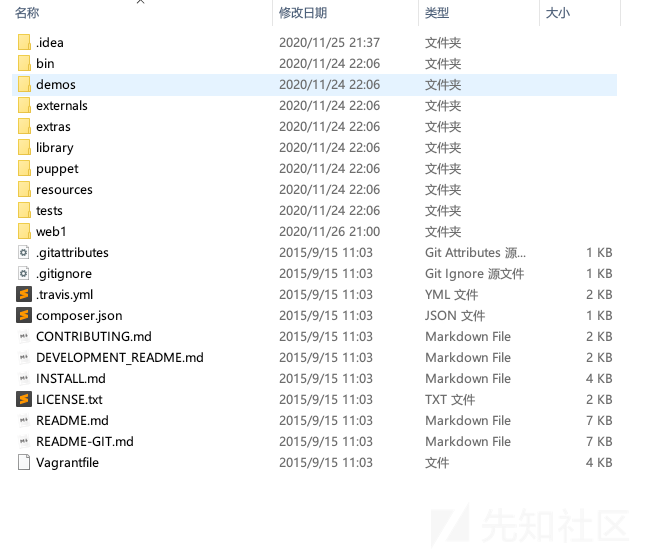 名称 修改日期 类型 大小
.idea 2020/11/25 21:37 文件夹
bin 2020/11/24 22:06 文件夹
demos 2020/11/24 22:06 文件夹
externals 2020/11/24 22:06 文件夹
extras 2020/11/24 22:06 文件夹
library 2020/11/24 22:06 文件夹
puppet 2020/11/24 22:06 文件夹
resources 2020/11/24 22:06 文件夹
tests 2020/11/24 22:06 文件夹
web1 2020/11/26 21:00 文件夹
.gitattributes 2015/9/15 11:03 Git Attributes 源... 1 KB
.gitignore 2015/9/15 11:03 Git Ignore 源文件 1 KB
.travis.yml 2015/9/15 11:03 YML 文件 2 KB
composer.json 2015/9/15 11:03 JSON 文件 1 KB
CONTRIBUTING.md 2015/9/15 11:03 Markdown File 2 KB
DEVELOPMENT_README.md 2015/9/15 11:03 Markdown File 2 KB
INSTALL.md 2015/9/15 11:03 Markdown File 4 KB
LICENSE.txt 2015/9/15 11:03 TXT 文件 2 KB
README.md 2015/9/15 11:03 Markdown File 7 KB
README-GIT.md 2015/9/15 11:03 Markdown File 7 KB
Vagrantfile 2015/9/15 11:03 文件 4 KB
先知社区